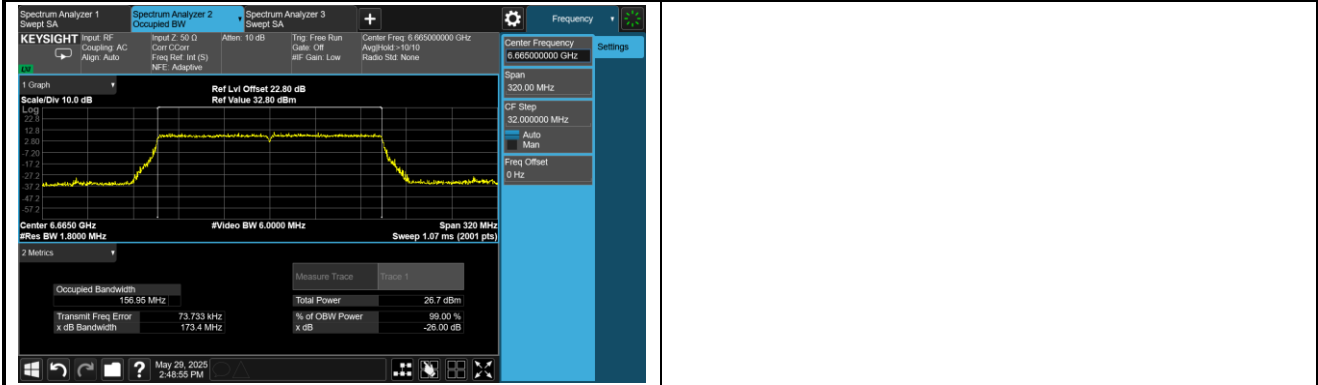 Spectrum Analyzer 1
Swept SA
Spectrum Analyzer 2
Occupied BW
Spectrum Analyzer 3
Swept SA
+
Frequency
KEYSIGHT
Input: RF
Coupling: AC
Align: Auto
Input Z: 50 Ω
Corr CCorr
Freq Ref: Int (S)
NFE: Adaptive
Atten: 10 dB
Trig: Free Run
Gate: Off
#IF Gain: Low
Center Freq: 6.665000000 GHz
Avg|Hold:>10/10
Radio Std: None
Center Frequency
6.665000000 GHz
Settings
Span
320.00 MHz
CF Step
32.000000 MHz
Auto
Man
Freq Offset
0 Hz
1 Graph
Ref Lvl Offset 22.80 dB
Scale/Div 10.0 dB
Ref Value 32.80 dBm
Log
22.8
12.8
2.80
-7.20
-17.2
-27.2
-37.2
-47.2
-57.2
Center 6.6650 GHz
#Video BW 6.0000 MHz
Span 320 MHz
#Res BW 1.8000 MHz
Sweep 1.07 ms (2001 pts)
2 Metrics
Measure Trace
Trace 1
Occupied Bandwidth
156.95 MHz
Total Power
26.7 dBm
Transmit Freq Error
73.733 kHz
% of OBW Power
99.00 %
x dB Bandwidth
173.4 MHz
x dB
-26.00 dB
?
May 29, 2025
2:48:55 PM